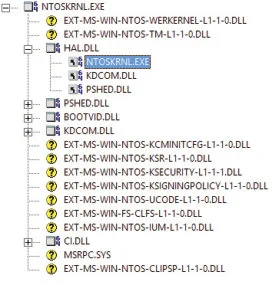 NTOSKRNL.EXE
EXT-MS-WIN-NTOS-WERKERNEL-L1-1-0.DLL
EXT-MS-WIN-NTOS-TM-L1-1-0.DLL
HAL.DLL
NTOSKRNL.EXE
KDCOM.DLL
PSHED.DLL
PSHED.DLL
BOOTVID.DLL
KDCOM.DLL
EXT-MS-WIN-NTOS-KCMINITCFG-L1-1-0.DLL
EXT-MS-WIN-NTOS-KSR-L1-1-0.DLL
EXT-MS-WIN-NTOS-KSECURITY-L1-1-1.DLL
EXT-MS-WIN-NTOS-KSIGNINGPOLICY-L1-1-0.DLL
EXT-MS-WIN-NTOS-UCODE-L1-1-0.DLL
EXT-MS-WIN-FS-CLFS-L1-1-0.DLL
EXT-MS-WIN-NTOS-IUM-L1-1-0.DLL
CI.DLL
MSRPC.SYS
EXT-MS-WIN-NTOS-CLIPSP-L1-1-0.DLL